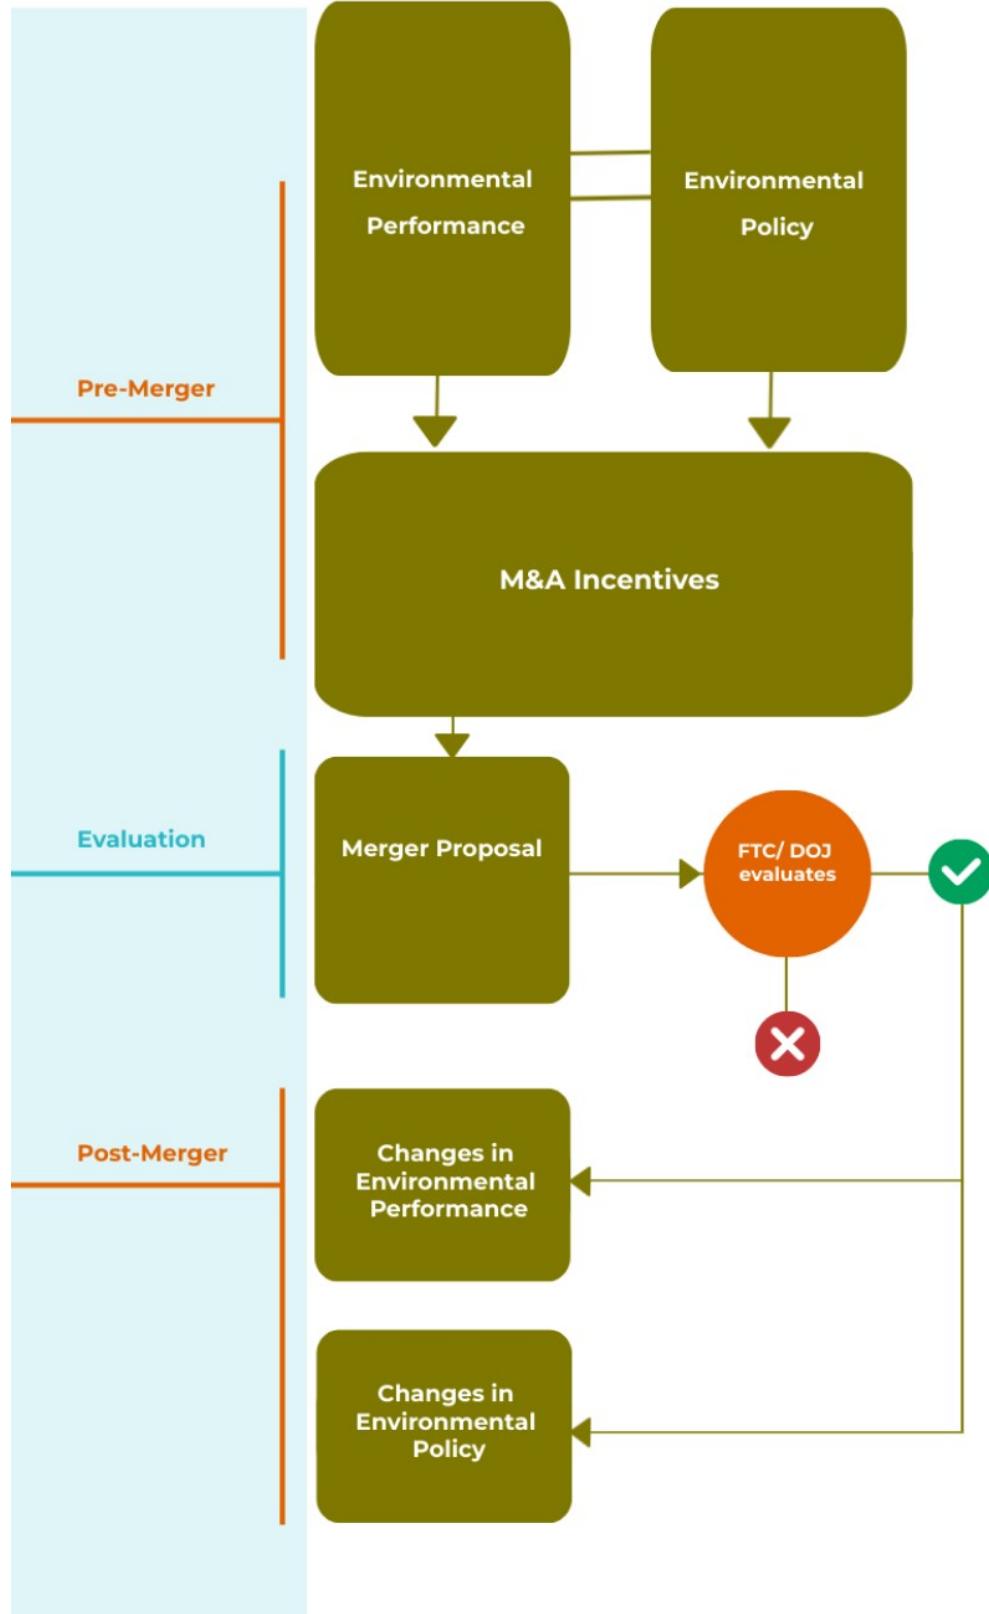 Environmental
Performance
Environmental
Policy
Pre-Merger
M&A Incentives
Evaluation
Merger Proposal
FTC/ DOJ
evaluates
Post-Merger
Changes in
Environmental
Performance
Changes in
Environmental
Policy